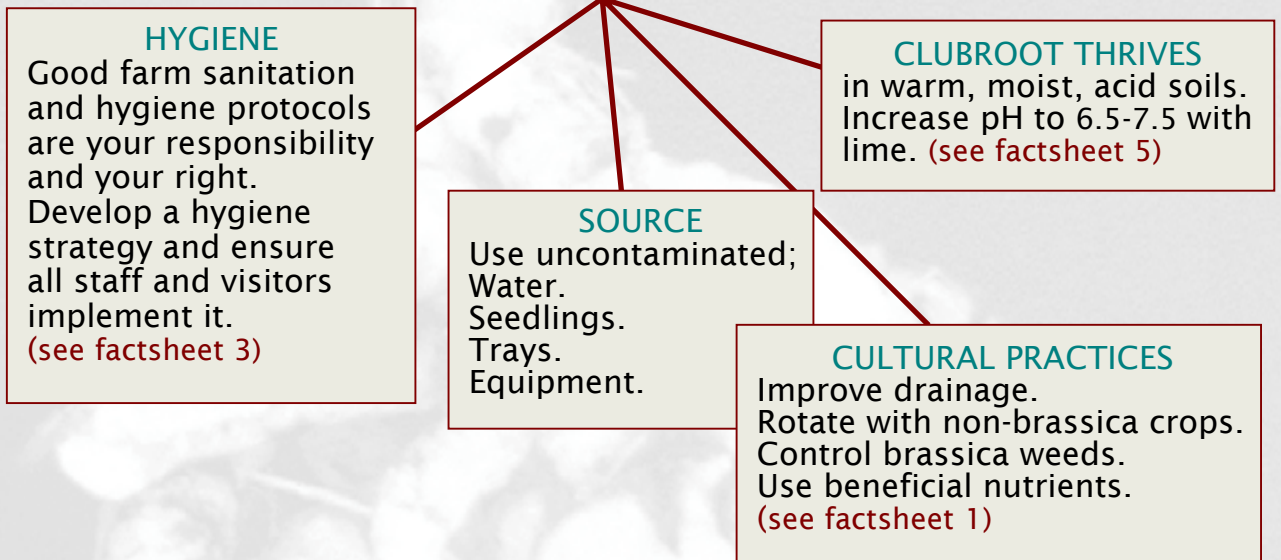 HYGIENE
Good farm sanitation
and hygiene protocols
are your responsibility
and your right.
Develop a hygiene
strategy and ensure
all staff and visitors
implement it.
(see factsheet 3)
CLUBROOT THRIVES
in warm, moist, acid soils.
Increase pH to 6.5-7.5 with
lime. (see factsheet 5)
SOURCE
Use uncontaminated;
Water.
Seedlings.
Trays.
Equipment.
CULTURAL PRACTICES
Improve drainage.
Rotate with non-brassica crops.
Control brassica weeds.
Use beneficial nutrients.
(see factsheet 1)